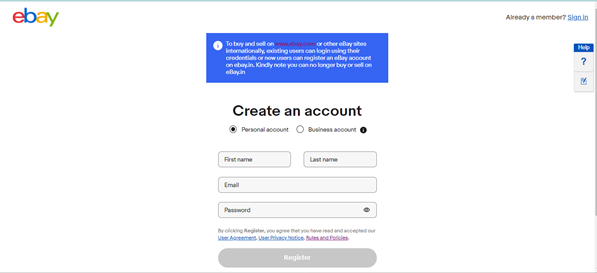 ebay
Already a member? Sign in
To buy and sell on www.ebay.com or other eBay sites
internationally, existing users can login using their
credentials or new users can register an eBay account
on ebay.in. Kindly note you can no longer buy or sell on
eBay.in
Help
?
Create an account
Personal account Business account
First name Last name
Email
Password
By clicking Register, you agree that you have read and accepted our
User Agreement, User Privacy Notice, Rules and Policies.
Register